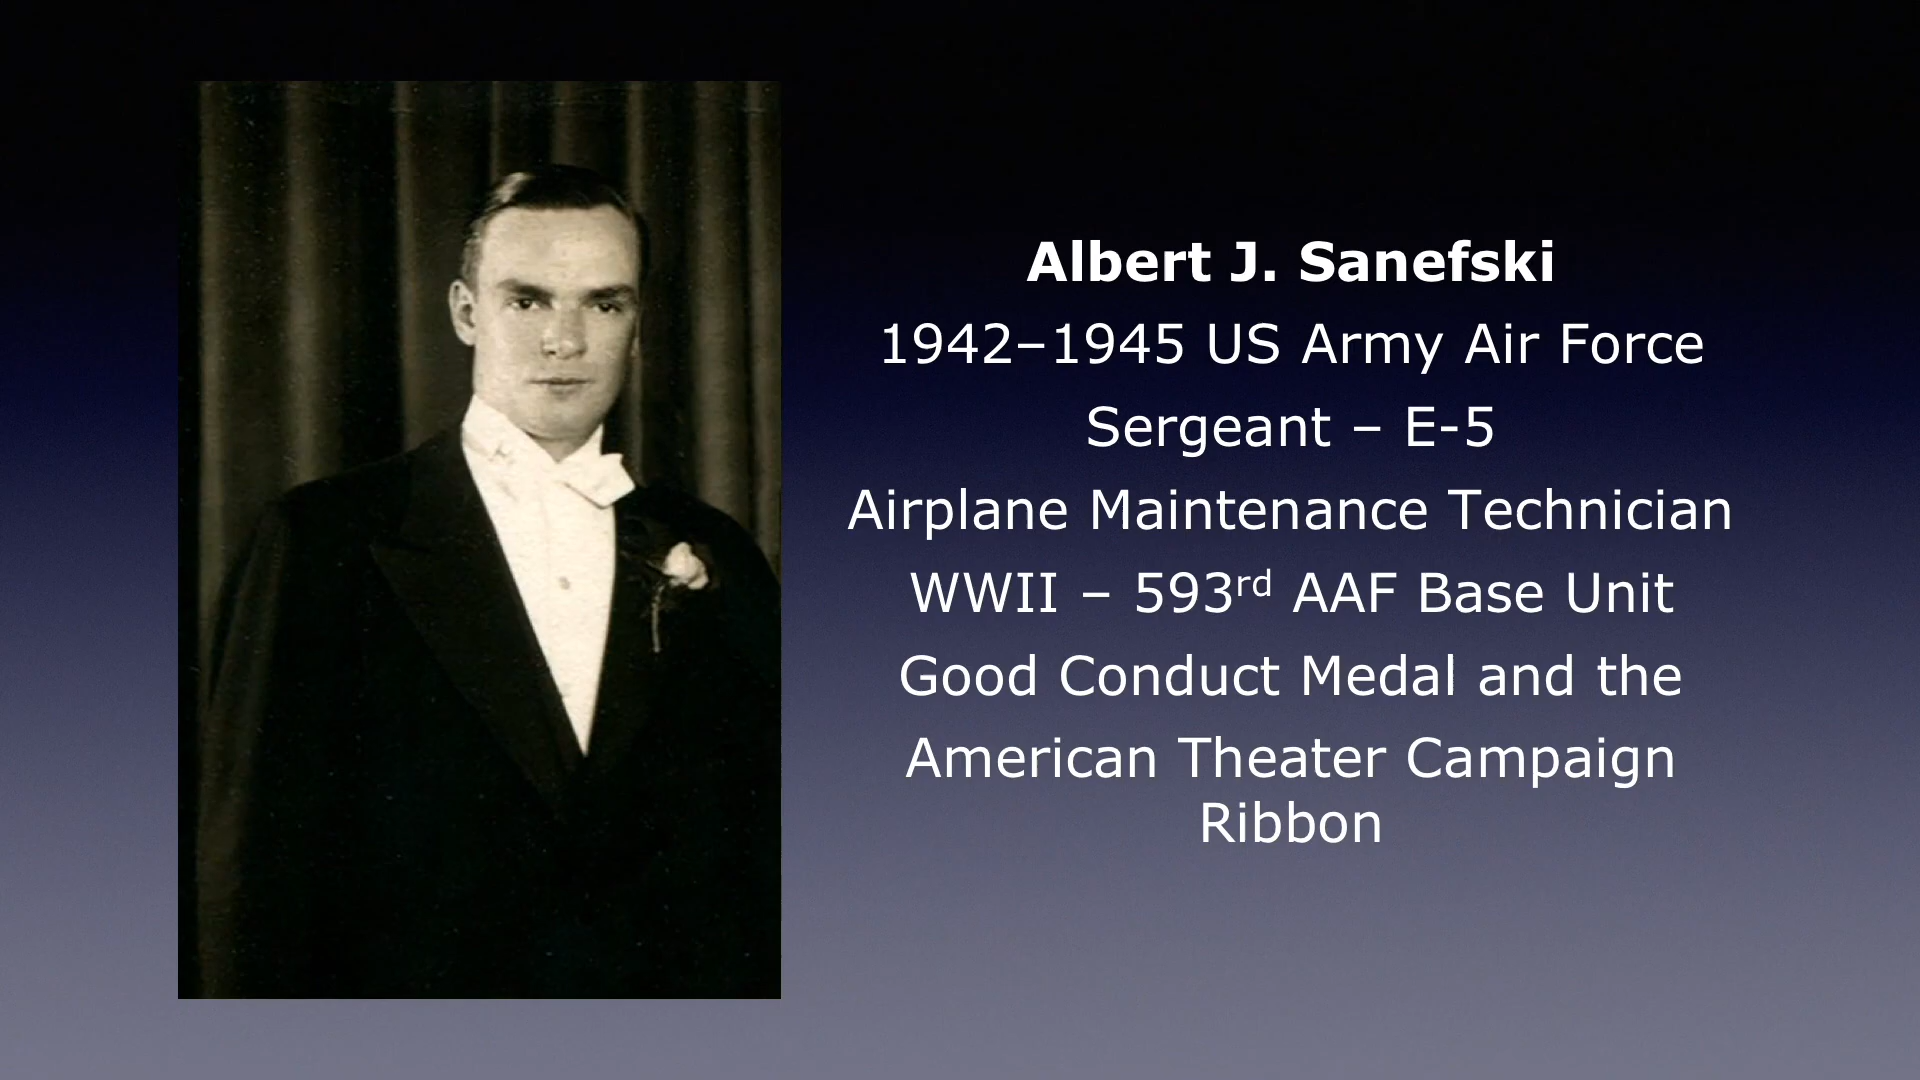 Albert J. Sanefski
1942–1945 US Army Air Force
Sergeant – E-5
Airplane Maintenance Technician
WWII – 593rd AAF Base Unit
Good Conduct Medal and the
American Theater Campaign
Ribbon